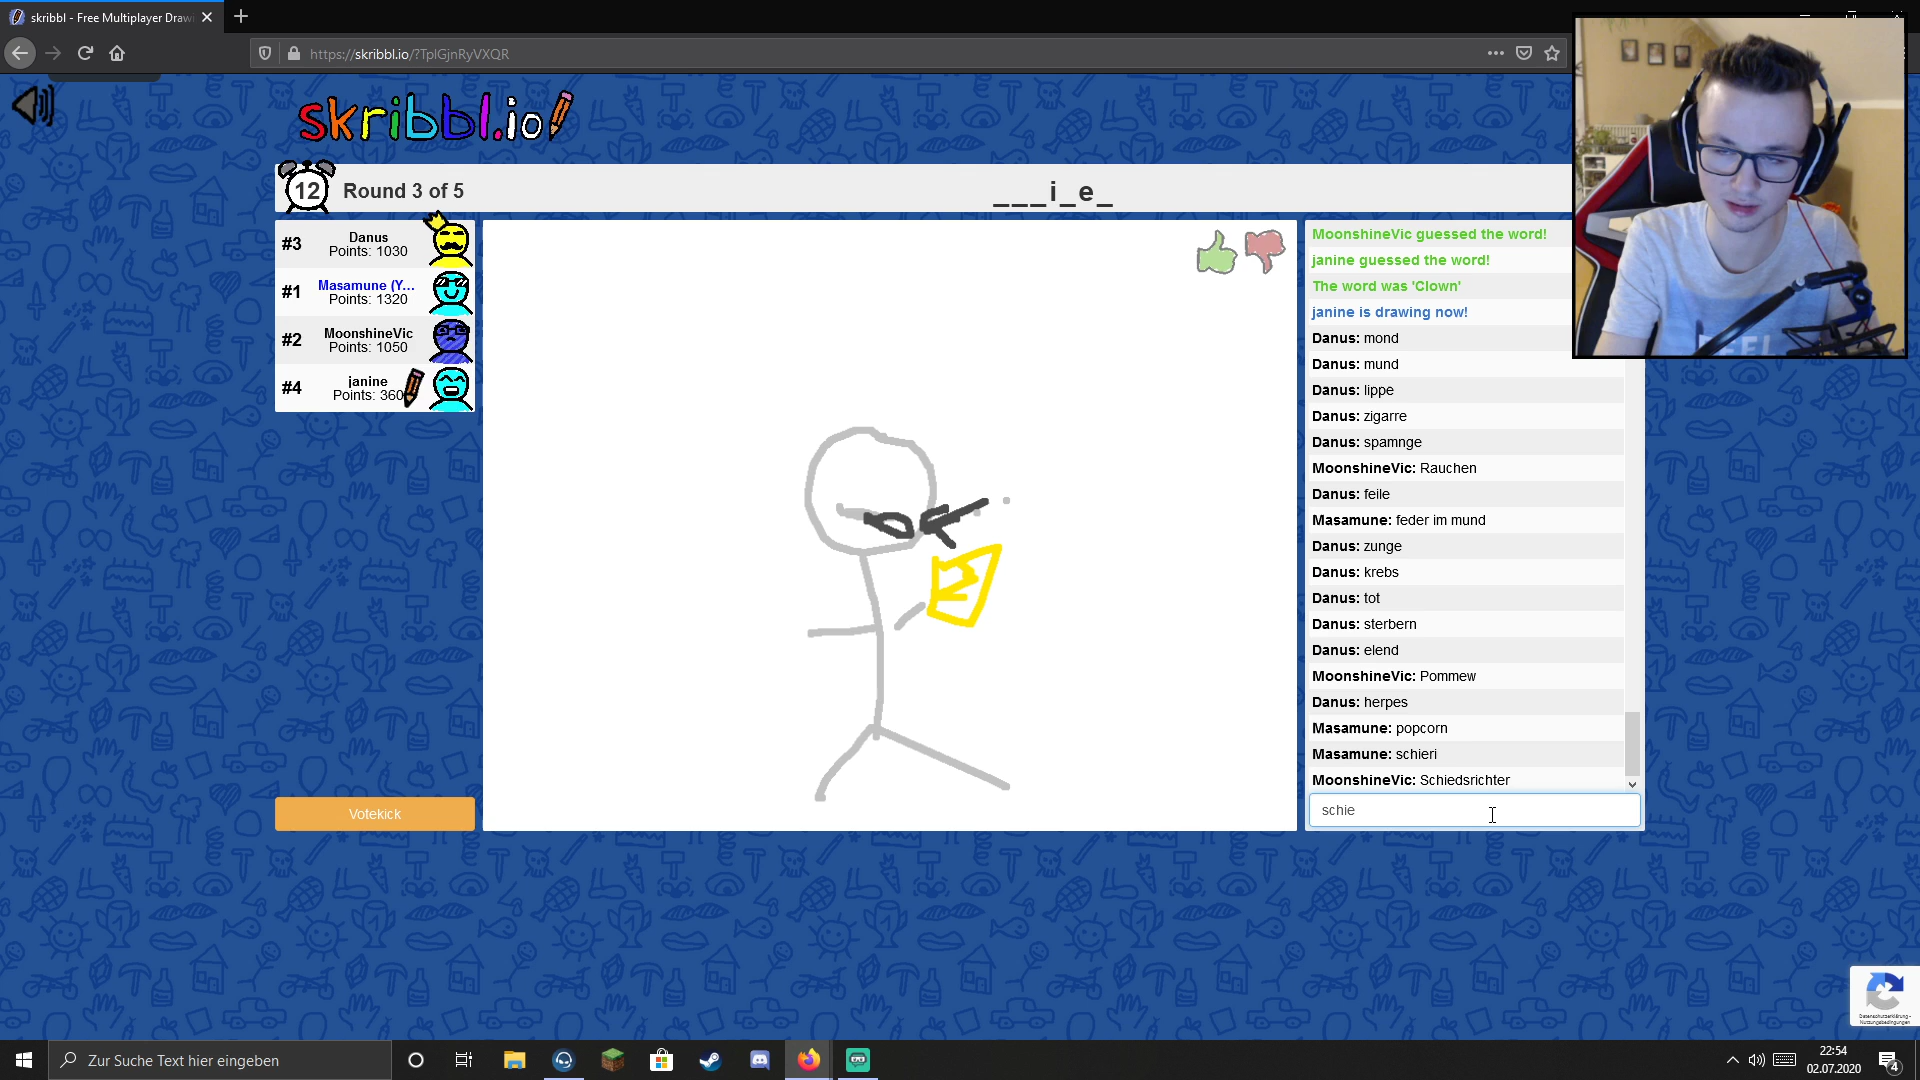 skribbl - Free Multiplayer Drawi
https://skribbl.io/?TplGjnRyVXQR
skribbl.io
12
Round 3 of 5
___i_e_
#3
Danus
Points: 1030
#1
Masamune (Y...
Points: 1320
#2
MoonshineVic
Points: 1050
#4
janine
Points: 360
Votekick
MoonshineVic guessed the word!
janine guessed the word!
The word was 'Clown'
janine is drawing now!
Danus: mond
Danus: mund
Danus: lippe
Danus: zigarre
Danus: spamnge
MoonshineVic: Rauchen
Danus: feile
Masamune: feder im mund
Danus: zunge
Danus: krebs
Danus: tot
Danus: sterbern
Danus: elend
MoonshineVic: Pommew
Danus: herpes
Masamune: popcorn
Masamune: schieri
MoonshineVic: Schiedsrichter
schie
Datenschutzerklärung -
Nutzungsbedingungen
Zur Suche Text hier eingeben
22:54
02.07.2020
4